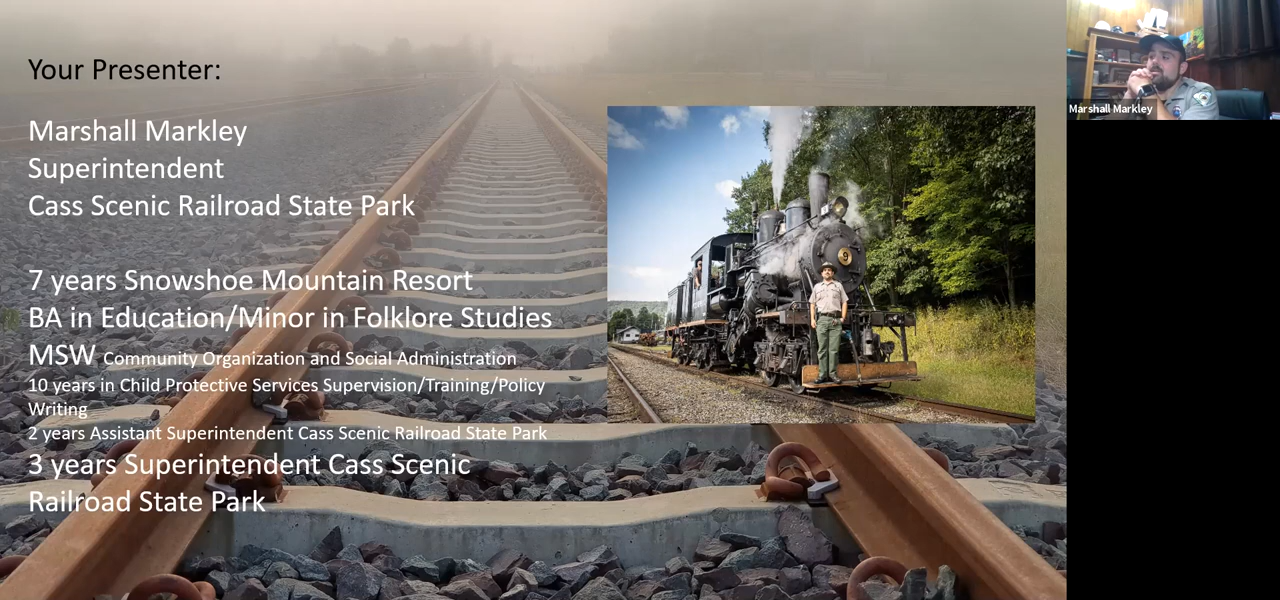 Your Presenter:
Marshall Markley
Superintendent
Cass Scenic Railroad State Park
7 years Snowshoe Mountain Resort
BA in Education/Minor in Folklore Studies
MSW Community Organization and Social Administration
10 years in Child Protective Services Supervision/Training/Policy
Writing
2 years Assistant Superintendent Cass Scenic Railroad State Park
3 years Superintendent Cass Scenic
Railroad State Park
9
Marshall Markley